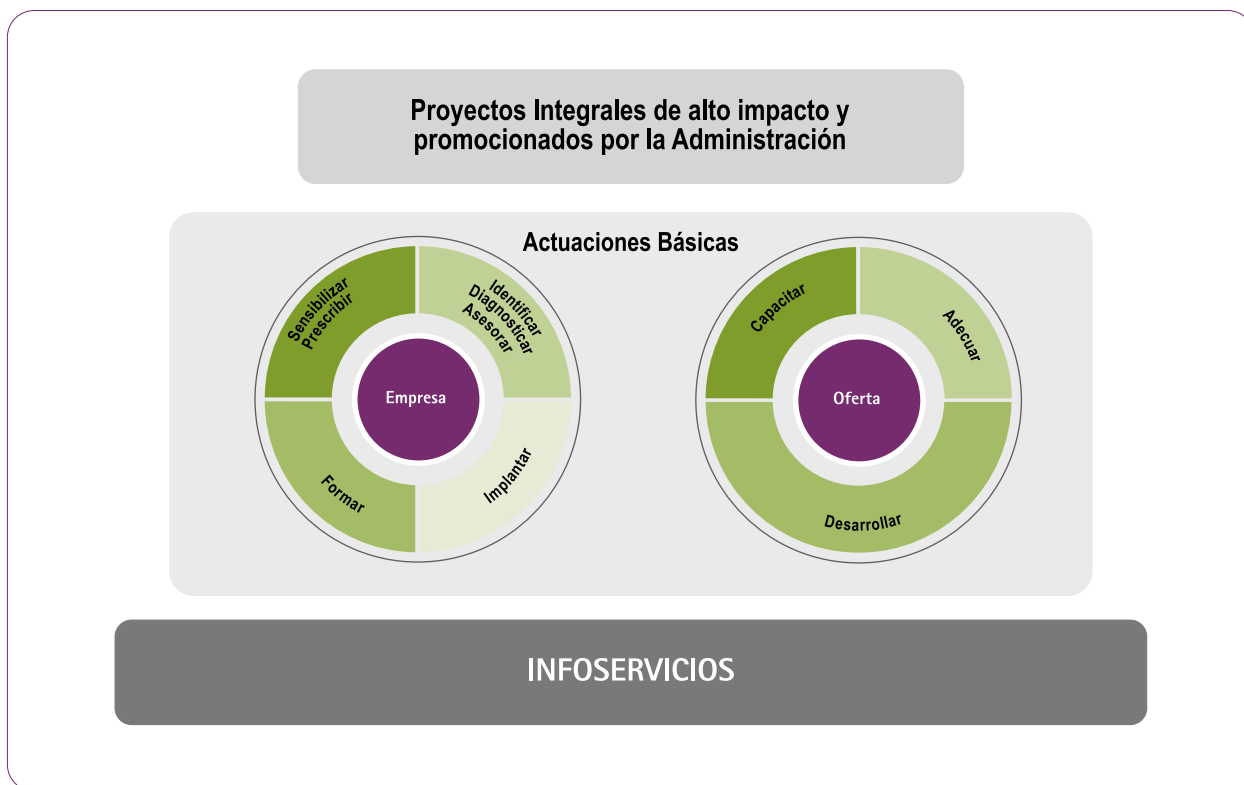 Proyectos Integrales de alto impacto y
promocionados por la Administración
Actuaciones Básicas
Sensibilizar
Prescribir
Identificar
Diagnosticar
Asesorar
Empresa
Formar
Implantar
Capacitar
Adecuar
Oferta
Desarrollar
INFOSERVICIOS